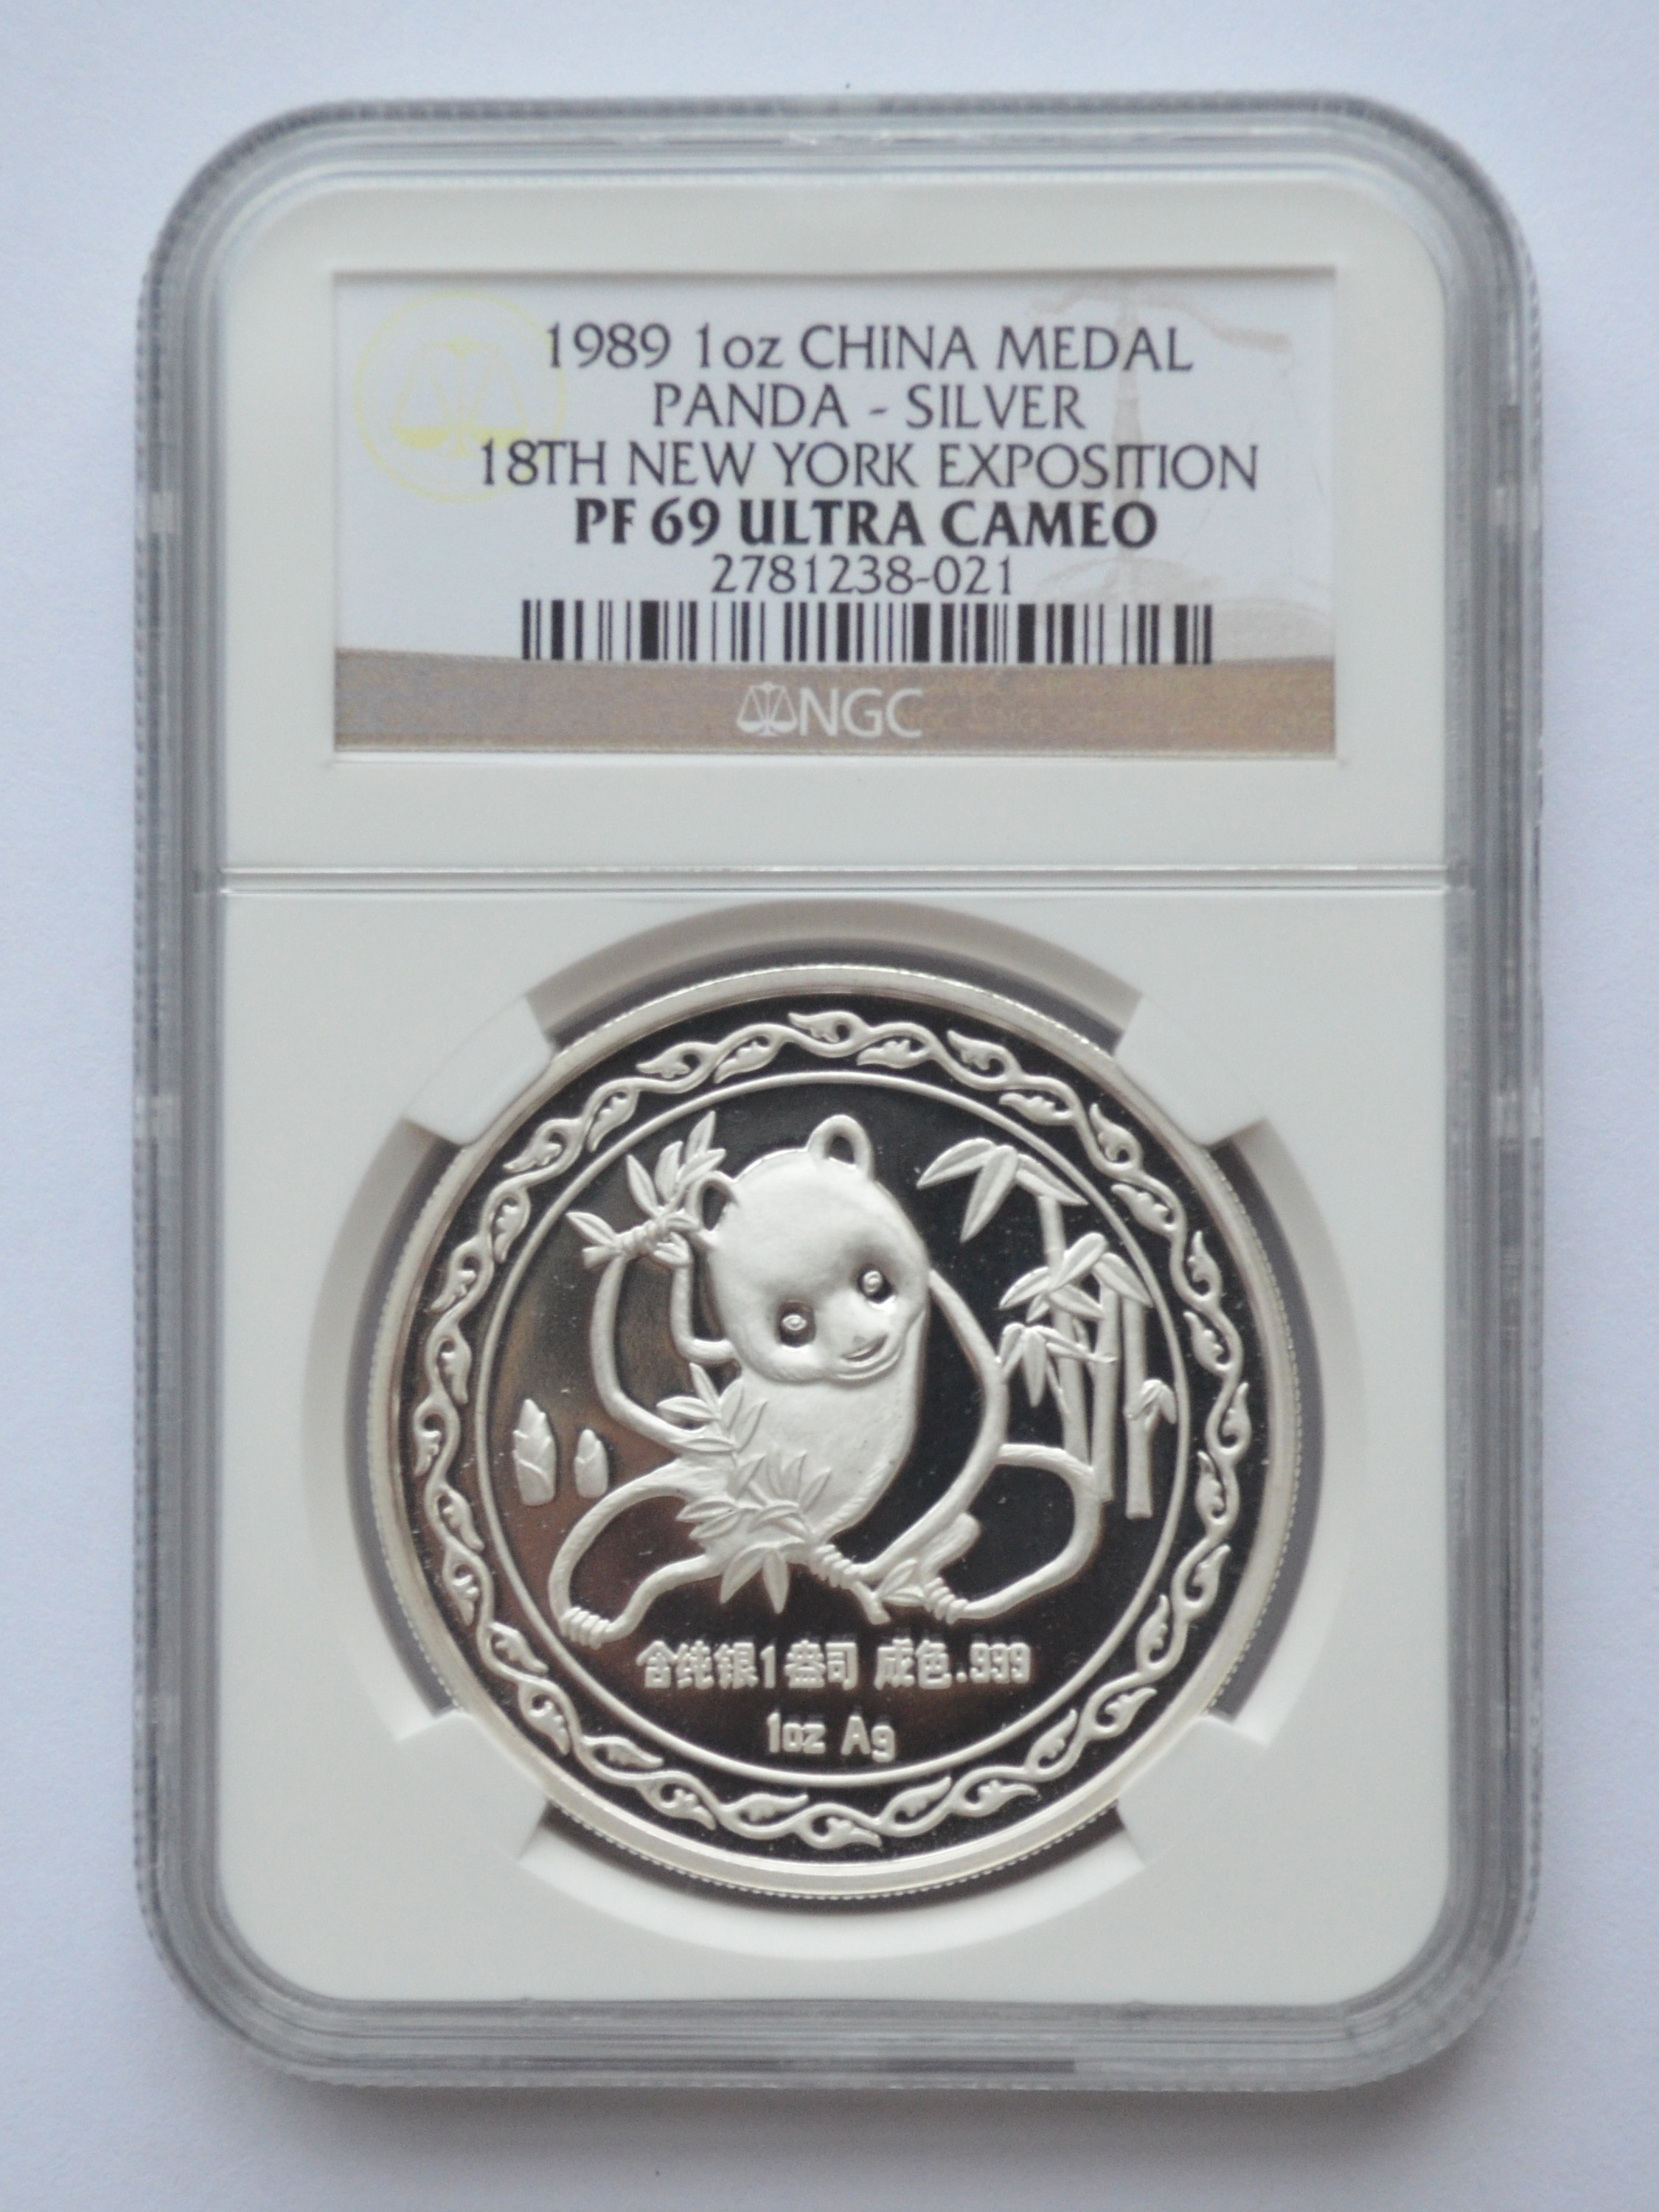 1989 1oz CHINA MEDAL
PANDA - SILVER
18TH NEW YORK EXPOSITION
PF 69 ULTRA CAMEO
2781238-021
NGC
含纯银1盎司 成色.999
1oz Ag